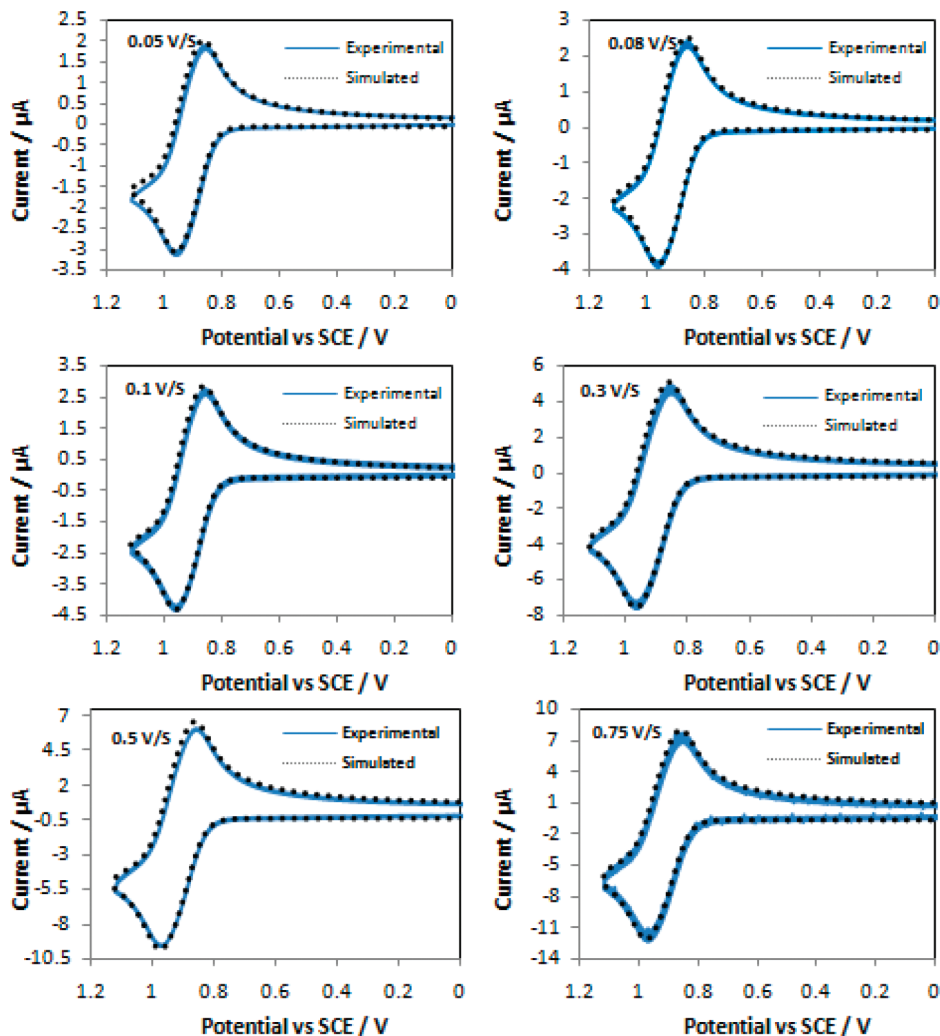 2.5
2
1.5
1
0.5
0
-0.5
-1
-1.5
-2
-2.5
-3
-3.5
0.05 V/S
Experimental
Simulated
Current / µA
1.2 1 0.8 0.6 0.4 0.2 0
Potential vs SCE / V
3
2
1
0
-1
-2
-3
-4
0.08 V/S
Experimental
Simulated
Current / µA
1.2 1 0.8 0.6 0.4 0.2 0
Potential vs SCE / V
3.5
2.5
1.5
0.5
-0.5
-1.5
-2.5
-3.5
-4.5
0.1 V/S
Experimental
Simulated
Current / µA
1.2 1 0.8 0.6 0.4 0.2 0
Potential vs SCE / V
6
4
2
0
-2
-4
-6
-8
0.3 V/S
Experimental
Simulated
Current / µA
1.2 1 0.8 0.6 0.4 0.2 0
Potential vs SCE / V
7
4.5
2
-0.5
-3
-5.5
-8
-10.5
0.5 V/S
Experimental
Simulated
Current / µA
1.2 1 0.8 0.6 0.4 0.2 0
Potential vs SCE / V
10
7
4
1
-2
-5
-8
-11
-14
0.75 V/S
Experimental
Simulated
Current / µA
1.2 1 0.8 0.6 0.4 0.2 0
Potential vs SCE / V